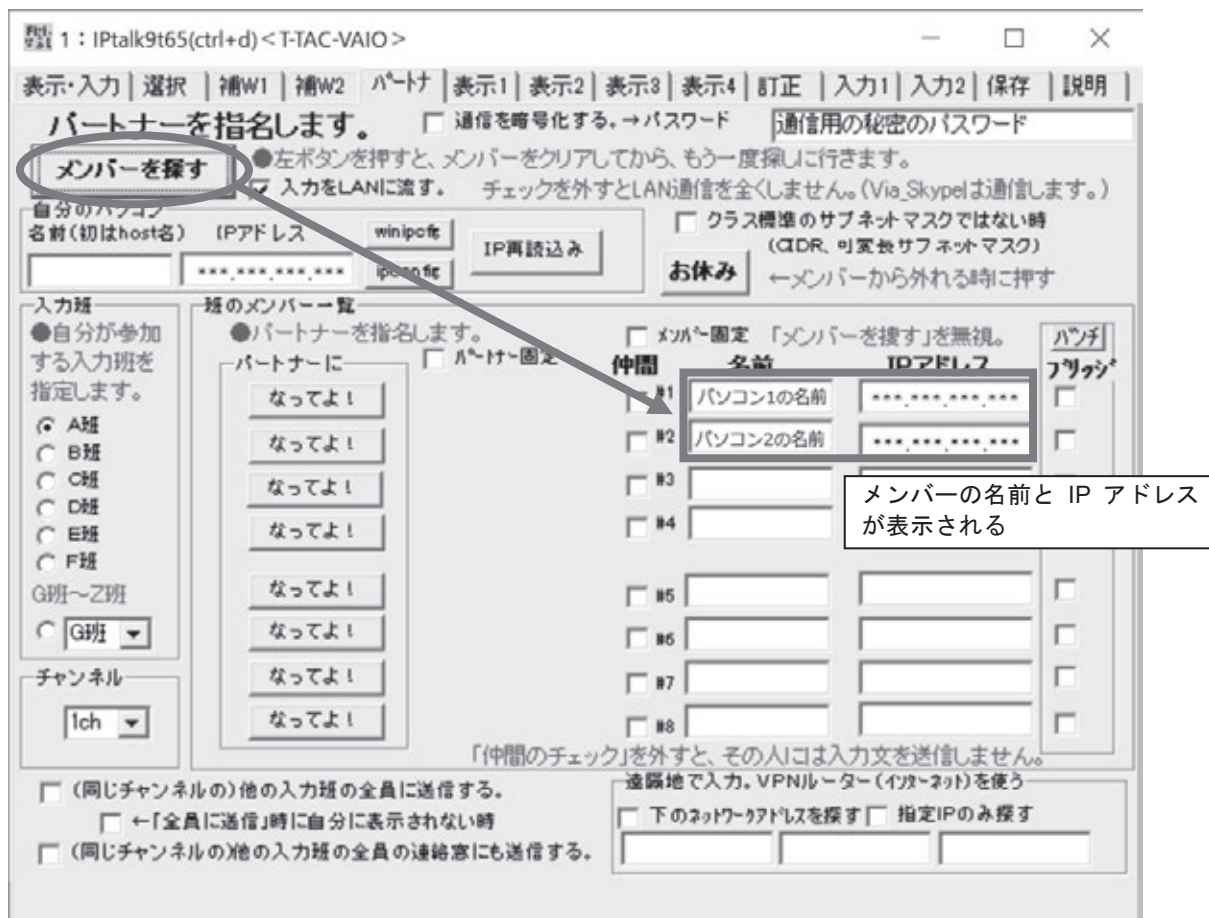 1：IPtalk9t65(ctrl+d)<T-TAC-VAIO>
表示・入力 選択 補W1 補W2 パートナ 表示1 表示2 表示3 表示4 訂正 入力1 入力2 保存 説明
パートナーを指名します。 通信を暗号化する。→パスワード 通信用の秘密のパスワード
メンバーを探す ●左ボタンを押すと、メンバーをクリアしてから、もう一度探しに行きます。
入力をLANに流す。 チェックを外すとLAN通信を全くしません。(Via_Skypeは通信します。)
自分のパソコン
名前(初はhost名) IPアドレス winipcfg IP再読込み クラス標準のサブネットマスクではない時
(CIDR、可変長サブネットマスク)
***.***.***.*** ipconfig お休み ←メンバーから外れる時に押す
入力班 班のメンバー一覧
●自分が参加する入力班を指定します。
●パートナーを指名します。 メンバー固定 「メンバーを捜す」を無視。 パンチ
パートナーに パートナー固定 仲間 名前 IPアドレス ブリッジ
なってよ！ #1 パソコン1の名前 ***.***.***.***
A班 なってよ！ #2 パソコン2の名前 ***.***.***.***
B班
C班 なってよ！ #3
メンバーの名前と IP アドレス
が表示される
D班
E班 なってよ！ #4
F班
G班～Z班 なってよ！ #5
G班 なってよ！ #6
チャンネル なってよ！ #7
1ch なってよ！ #8
「仲間のチェック」を外すと、その人には入力文を送信しません。
(同じチャンネルの)他の入力班の全員に送信する。 遠隔地で入力。VPNルーター(インターネット)を使う
←「全員に送信」時に自分に表示されない時 下のネットワークアドレスを探す 指定IPのみ探す
(同じチャンネルの)他の入力班の全員の連絡窓にも送信する。